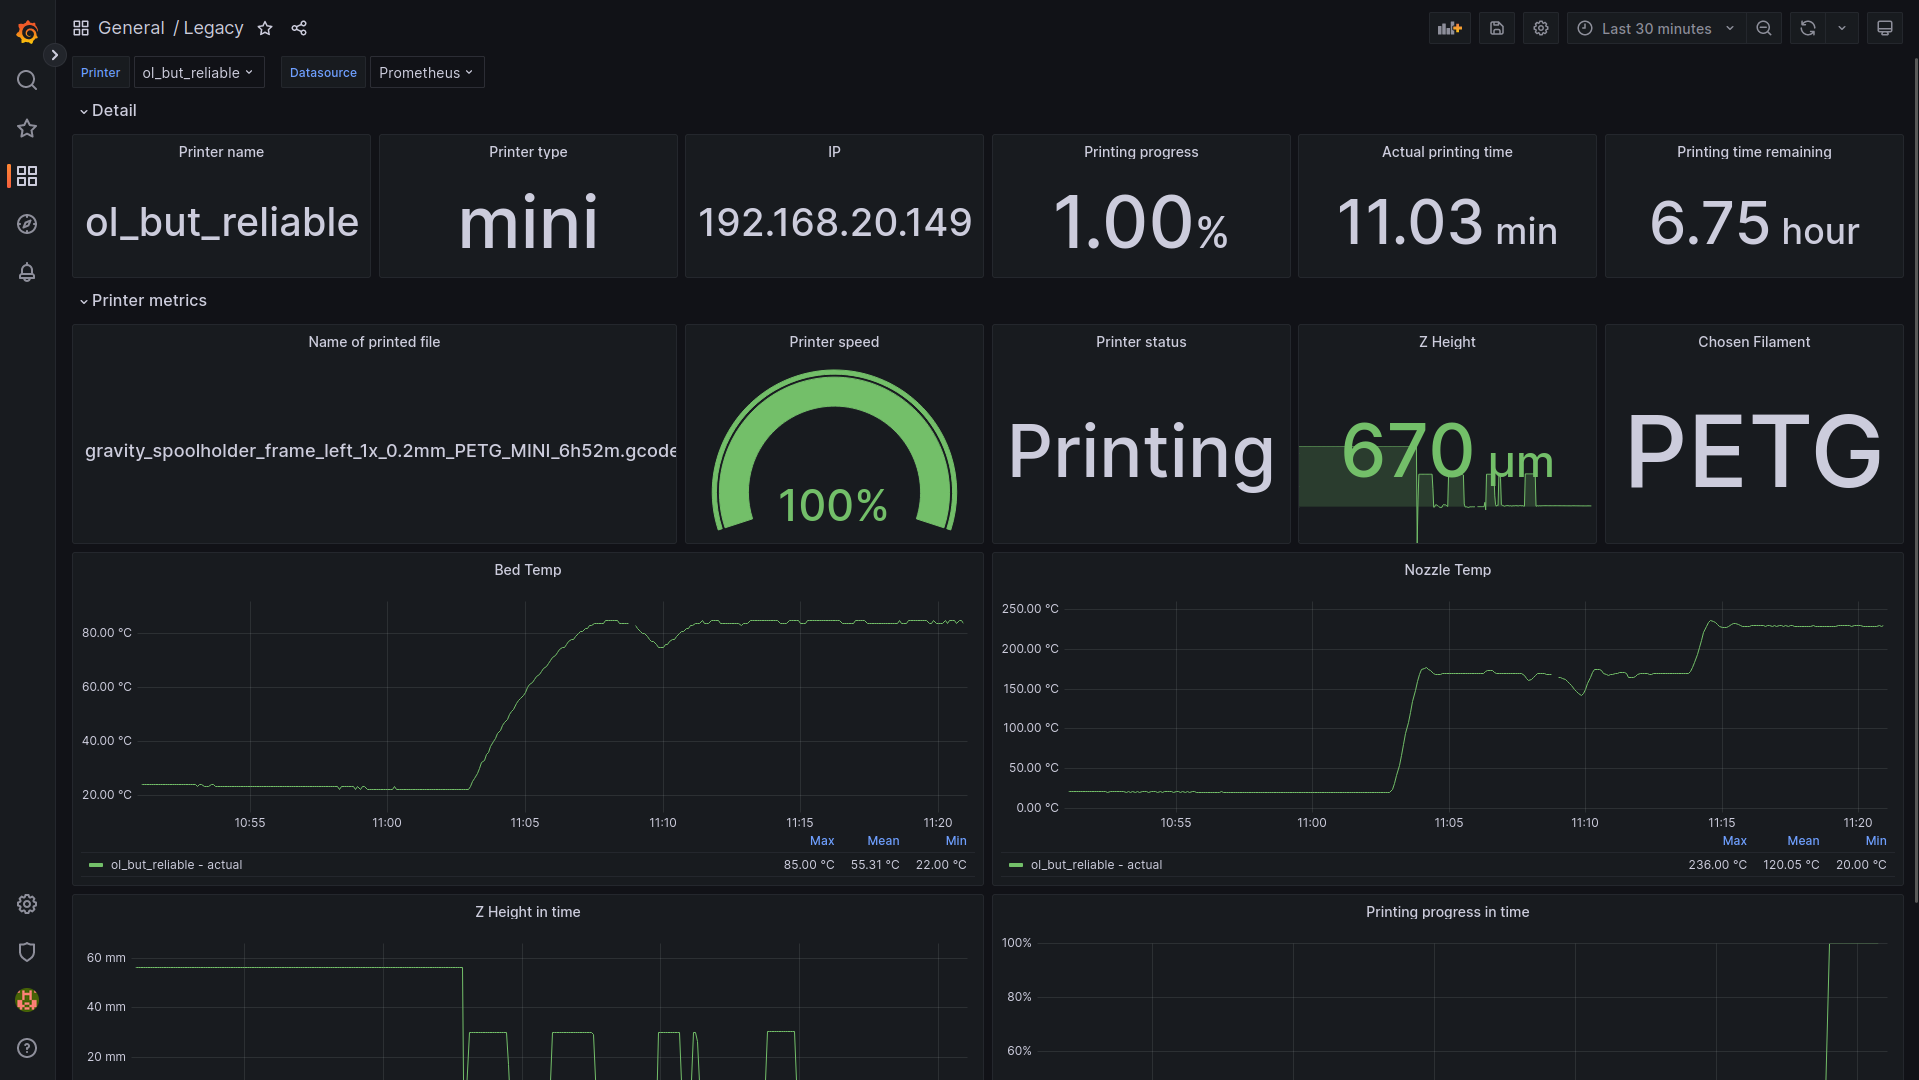 General / Legacy
Last 30 minutes
Printer ol_but_reliable Datasource Prometheus
Detail
Printer name
ol_but_reliable
Printer type
mini
IP
192.168.20.149
Printing progress
1.00%
Actual printing time
11.03 min
Printing time remaining
6.75 hour
Printer metrics
Name of printed file
gravity_spoolholder_frame_left_1x_0.2mm_PETG_MINI_6h52m.gcode
Printer speed
100%
Printer status
Printing
Z Height
670 µm
Chosen Filament
PETG
Bed Temp
80.00 °C
60.00 °C
40.00 °C
20.00 °C
10:55 11:00 11:05 11:10 11:15 11:20
Max Mean Min
ol_but_reliable - actual 85.00 °C 55.31 °C 22.00 °C
Nozzle Temp
250.00 °C
200.00 °C
150.00 °C
100.00 °C
50.00 °C
0.00 °C
10:55 11:00 11:05 11:10 11:15 11:20
Max Mean Min
ol_but_reliable - actual 236.00 °C 120.05 °C 20.00 °C
Z Height in time
60 mm
40 mm
20 mm
Printing progress in time
100%
80%
60%